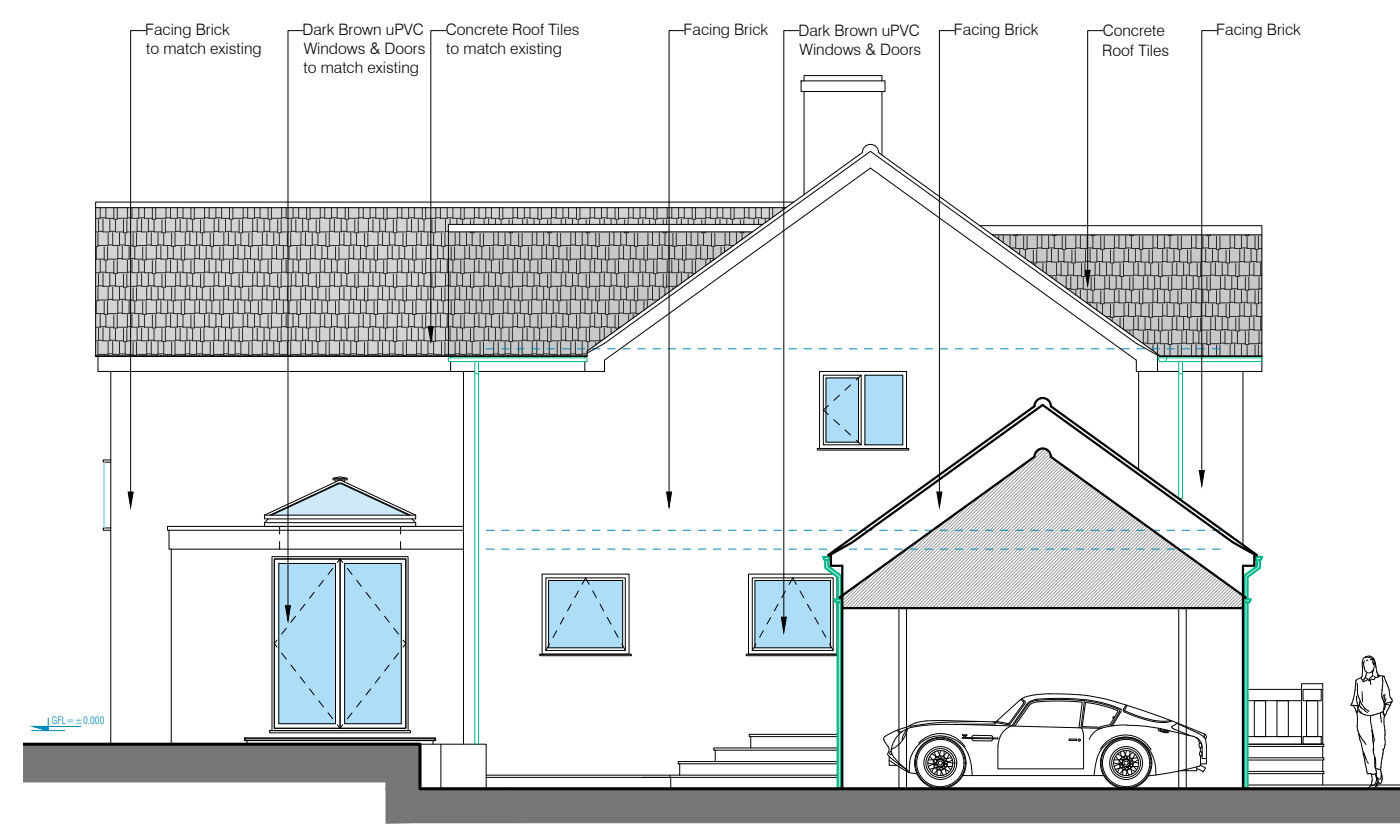 Facing Brick
to match existing
Dark Brown uPVC
Windows & Doors
to match existing
Concrete Roof Tiles
to match existing
Facing Brick
Dark Brown uPVC
Windows & Doors
Facing Brick
Concrete
Roof Tiles
Facing Brick
GFL=±0.000